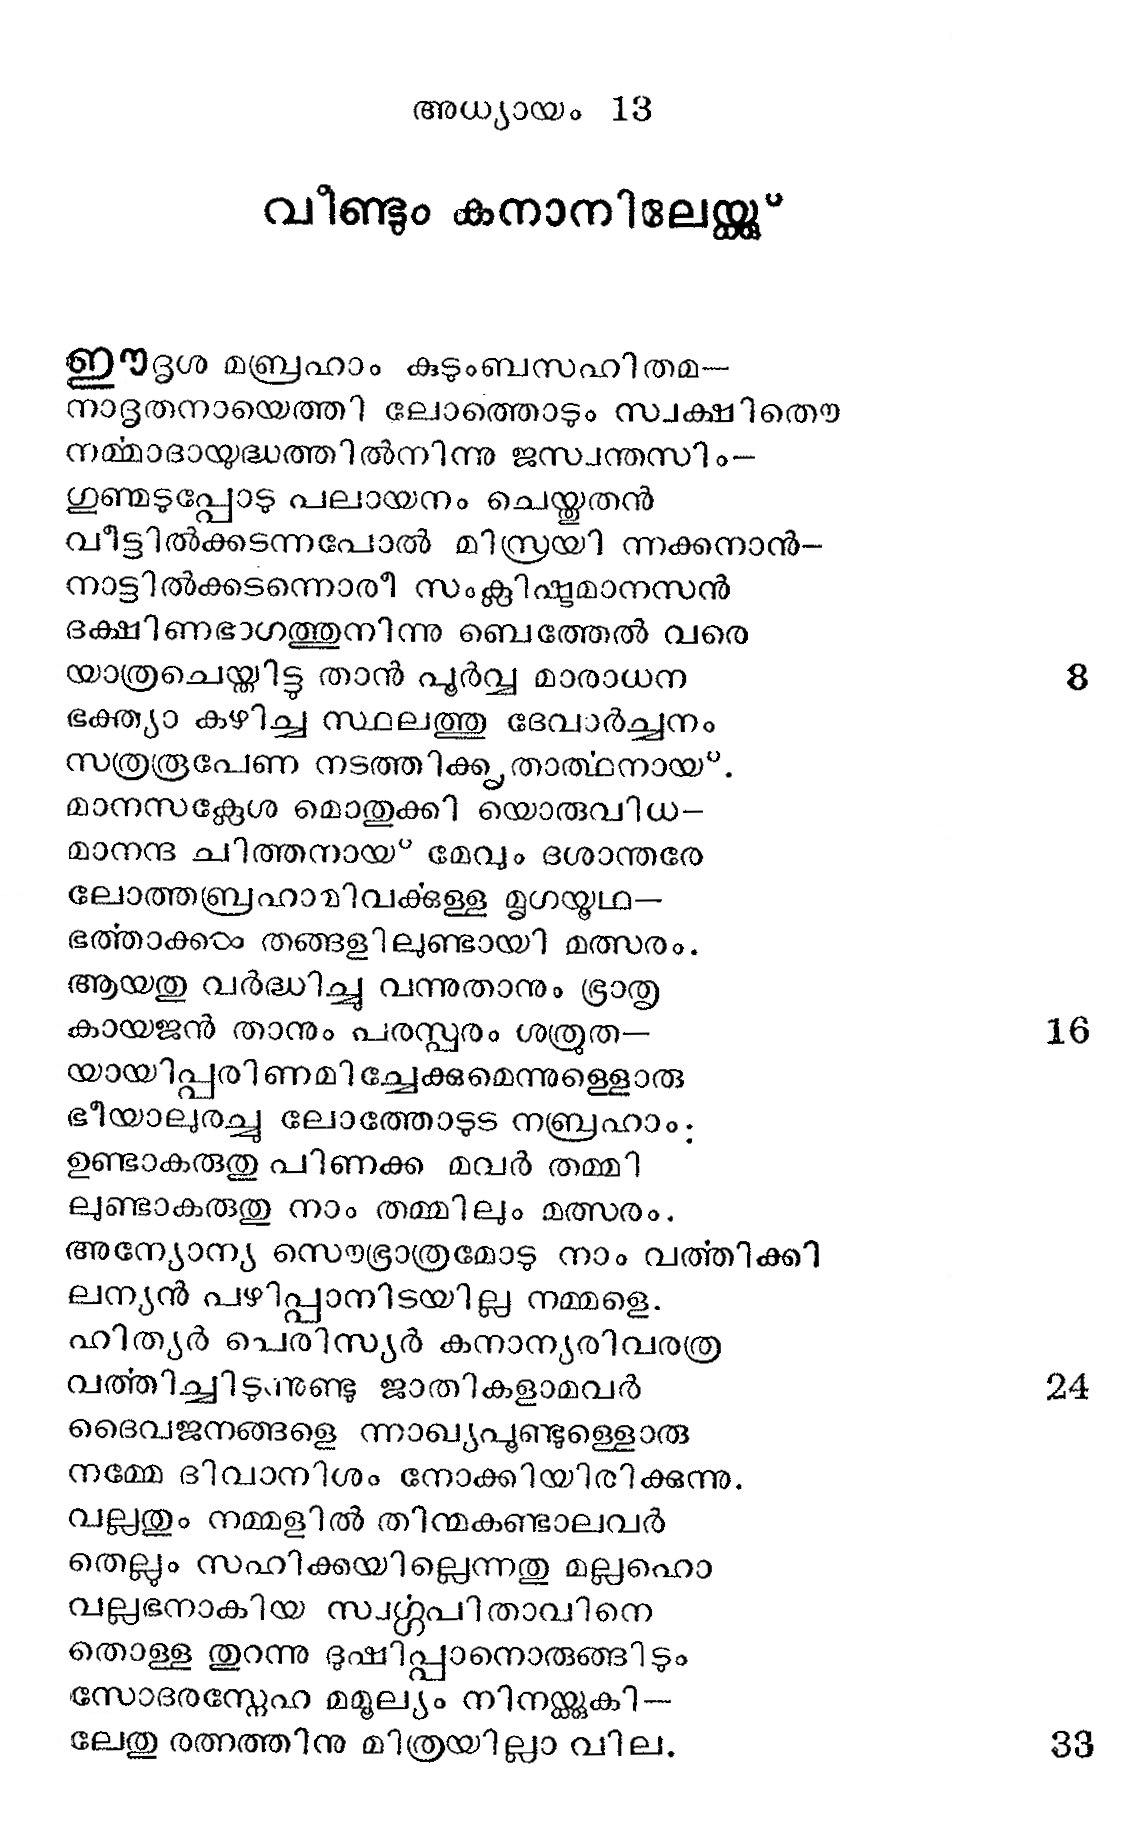 അധ്യായം 13
വീണ്ടും കനാനിലേയ്ക്കു്
ഈദൃശ മബ്രഹാം കുടുംബസഹിതമ—
നാദൃതനായെത്തി ലോത്തൊടും സ്വക്ഷിതൌ
നർമ്മാദായുദ്ധത്തിൽനിന്നു ജസ്വന്തസിം—
ഗുണ്മടുപ്പോടു പലായനം ചെയ്തുതൻ
വീട്ടിൽക്കടന്നപോൽ മിസ്രയി ന്നക്കനാൻ—
നാട്ടിൽക്കടന്നൊരീ സംക്ലിഷ്ടമാനസൻ
ദക്ഷിണഭാഗത്തുനിന്നു ബെത്തേൽ വരെ
യാത്രചെയ്തിട്ടു താൻ പൂർവ്വ മാരാധന 8
ഭക്ത്യാ കഴിച്ച സ്ഥലത്തു ദേവാർച്ചനം
സത്രരൂപേണ നടത്തിക്കൃതാർത്ഥനായ്.
മാനസക്ലേശ മൊതുക്കി യൊരുവിധ—
മാനന്ദ ചിത്തനായ് മേവും ദശാന്തരേ
ലോത്തബ്രഹാമിവർക്കുള്ള മൃഗയൂഥ—
ഭർത്താക്കൾ തങ്ങളിലുണ്ടായി മത്സരം.
ആയതു വർദ്ധിച്ചു വന്നുതാനും ഭ്രാതൃ
കായജൻ താനും പരസ്പരം ശത്രുത— 16
യായിപ്പരിണമിച്ചേക്കുമെന്നുള്ളൊരു
ഭീയാലുരച്ചു ലോത്തോടുട നബ്രഹാം:
ഉണ്ടാകരുതു പിണക്ക മവർ തമ്മി
ലുണ്ടാകരുതു നാം തമ്മിലും മത്സരം.
അന്യോന്യ സൌഭ്രാത്രമോടു നാം വർത്തിക്കി
ലന്യൻ പഴിപ്പാനിടയില്ല നമ്മളെ.
ഹിത്യർ പെരിസ്യർ കനാന്യരിവരത്ര
വർത്തിച്ചിടുന്നുണ്ടു ജാതികളാമവർ 24
ദൈവജനങ്ങളെ ന്നാഖ്യപൂണ്ടുള്ളൊരു
നമ്മേ ദിവാനിശം നോക്കിയിരിക്കുന്നു.
വല്ലതും നമ്മളിൽ തിന്മകണ്ടാലവർ
തെല്ലും സഹിക്കയില്ലെന്നതു മല്ലഹൊ
വല്ലഭനാകിയ സ്വർഗ്ഗപിതാവിനെ
തൊള്ള തുറന്നു ദുഷിപ്പാനൊരുങ്ങിടും
സോദരസ്നേഹ മമൂല്യം നിനയ്ക്കുകി—
ലേതു രത്നത്തിനു മിത്രയില്ലാ വില. 33